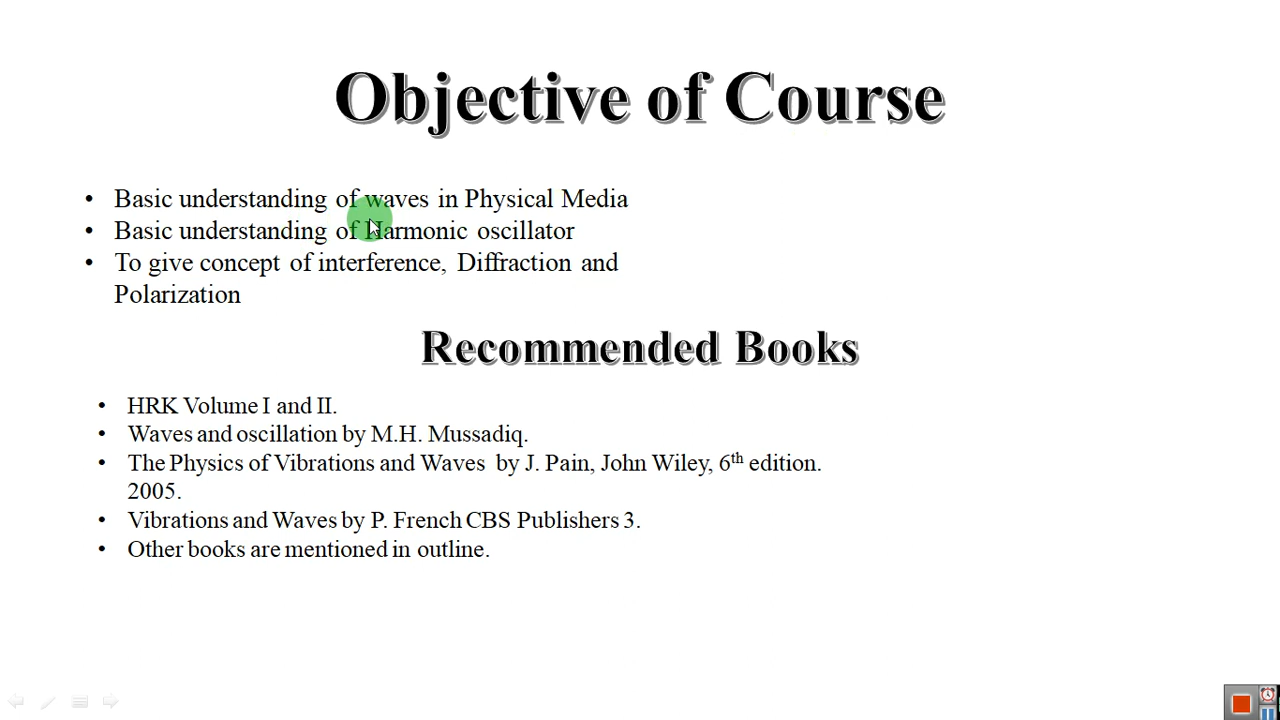 Objective of Course
• Basic understanding of waves in Physical Media
• Basic understanding of Harmonic oscillator
• To give concept of interference, Diffraction and
Polarization
Recommended Books
• HRK Volume I and II.
• Waves and oscillation by M.H. Mussadiq.
• The Physics of Vibrations and Waves by J. Pain, John Wiley, 6th edition.
2005.
• Vibrations and Waves by P. French CBS Publishers 3.
• Other books are mentioned in outline.